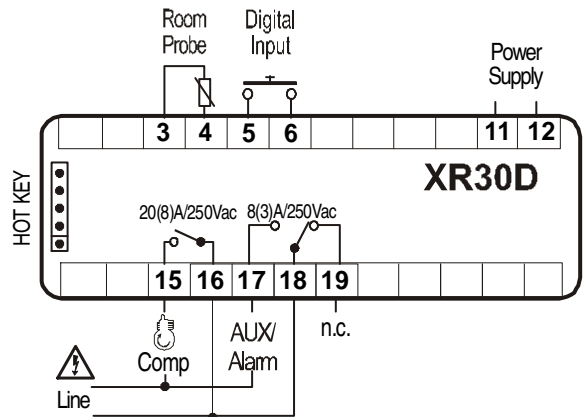 Room
Probe
Digital
Input
Power
Supply
3 4 5 6 11 12
XR30D
HOT KEY
20(8)A/250Vac 8(3)A/250Vac
15 16 17 18 19
Comp
AUX/
Alarm
n.c.
Line